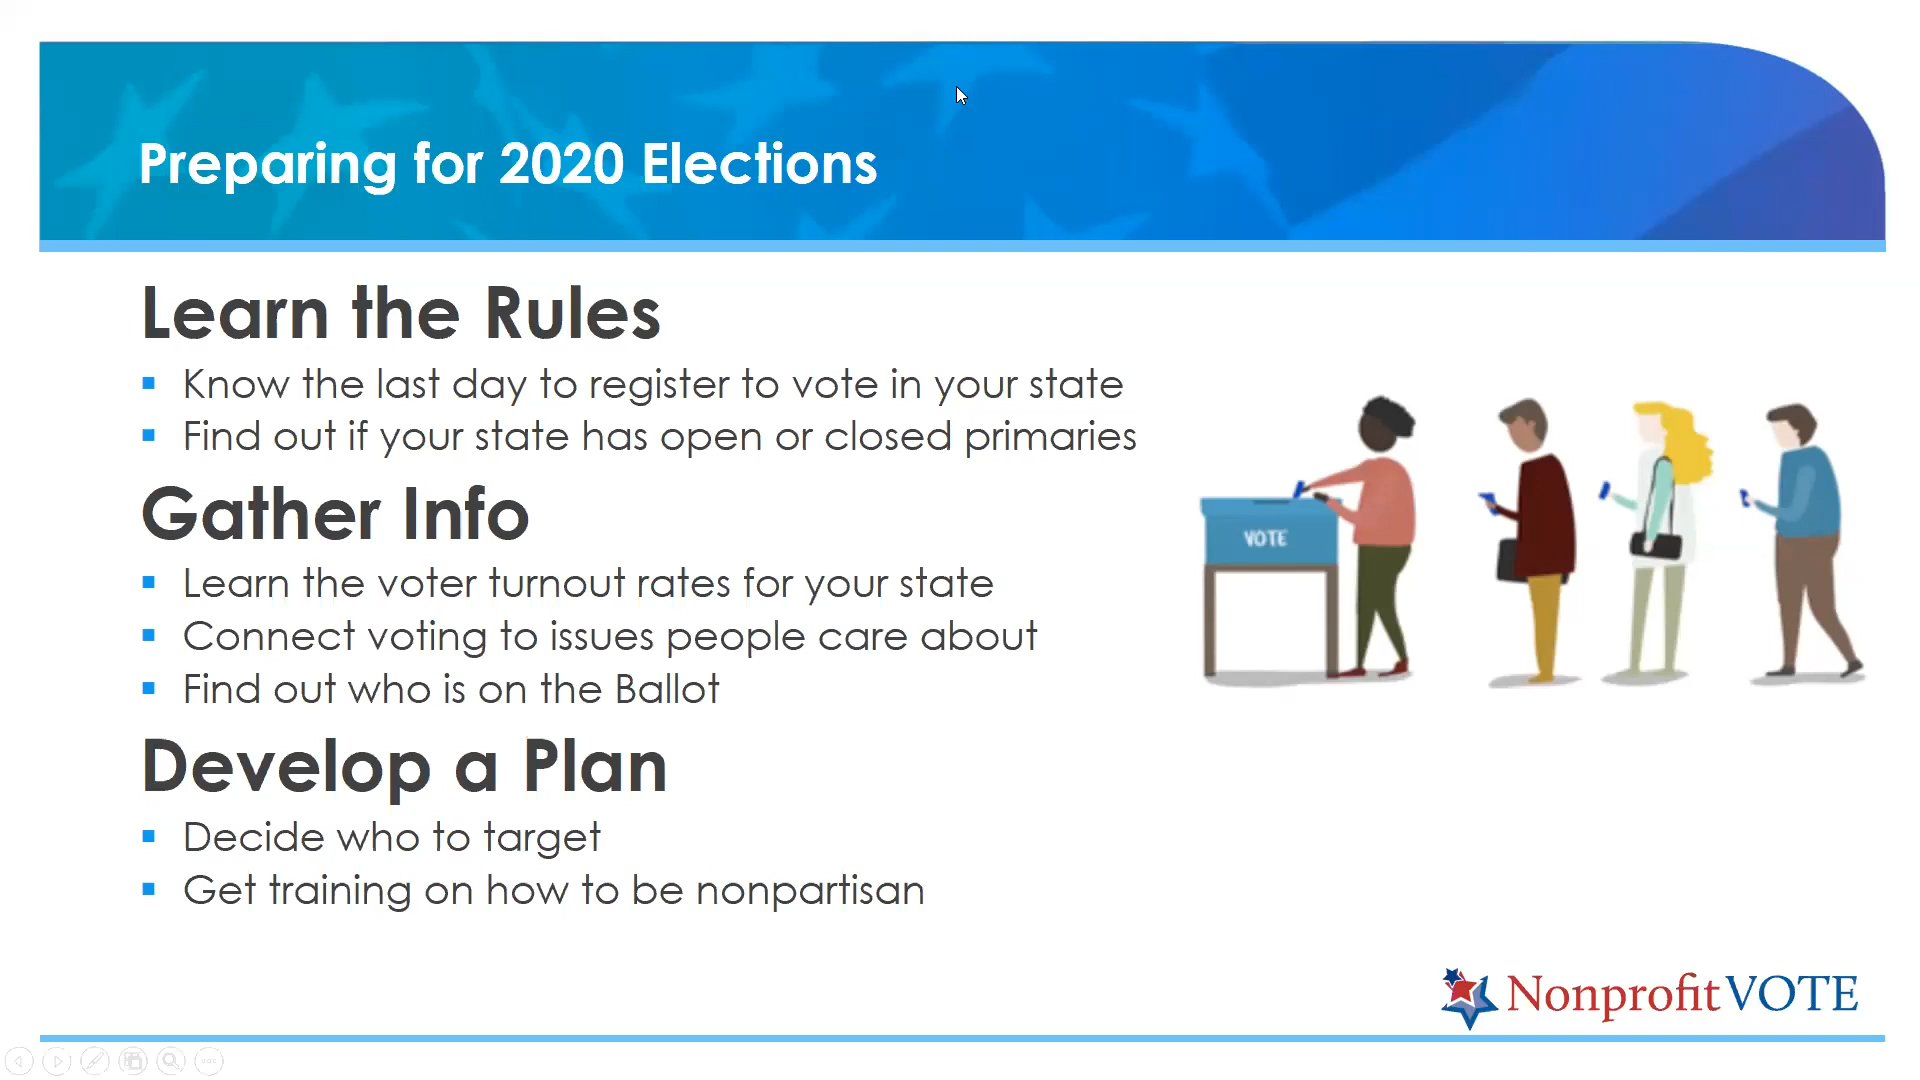 Preparing for 2020 Elections
Learn the Rules
Know the last day to register to vote in your state
Find out if your state has open or closed primaries
Gather Info
Learn the voter turnout rates for your state
Connect voting to issues people care about
Find out who is on the Ballot
Develop a Plan
Decide who to target
Get training on how to be nonpartisan
VOTE
NonprofitVOTE